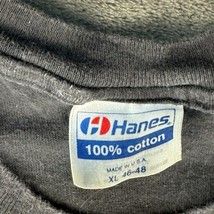 Hanes
100% cotton
MADE IN U.S.A.
XL 46-48